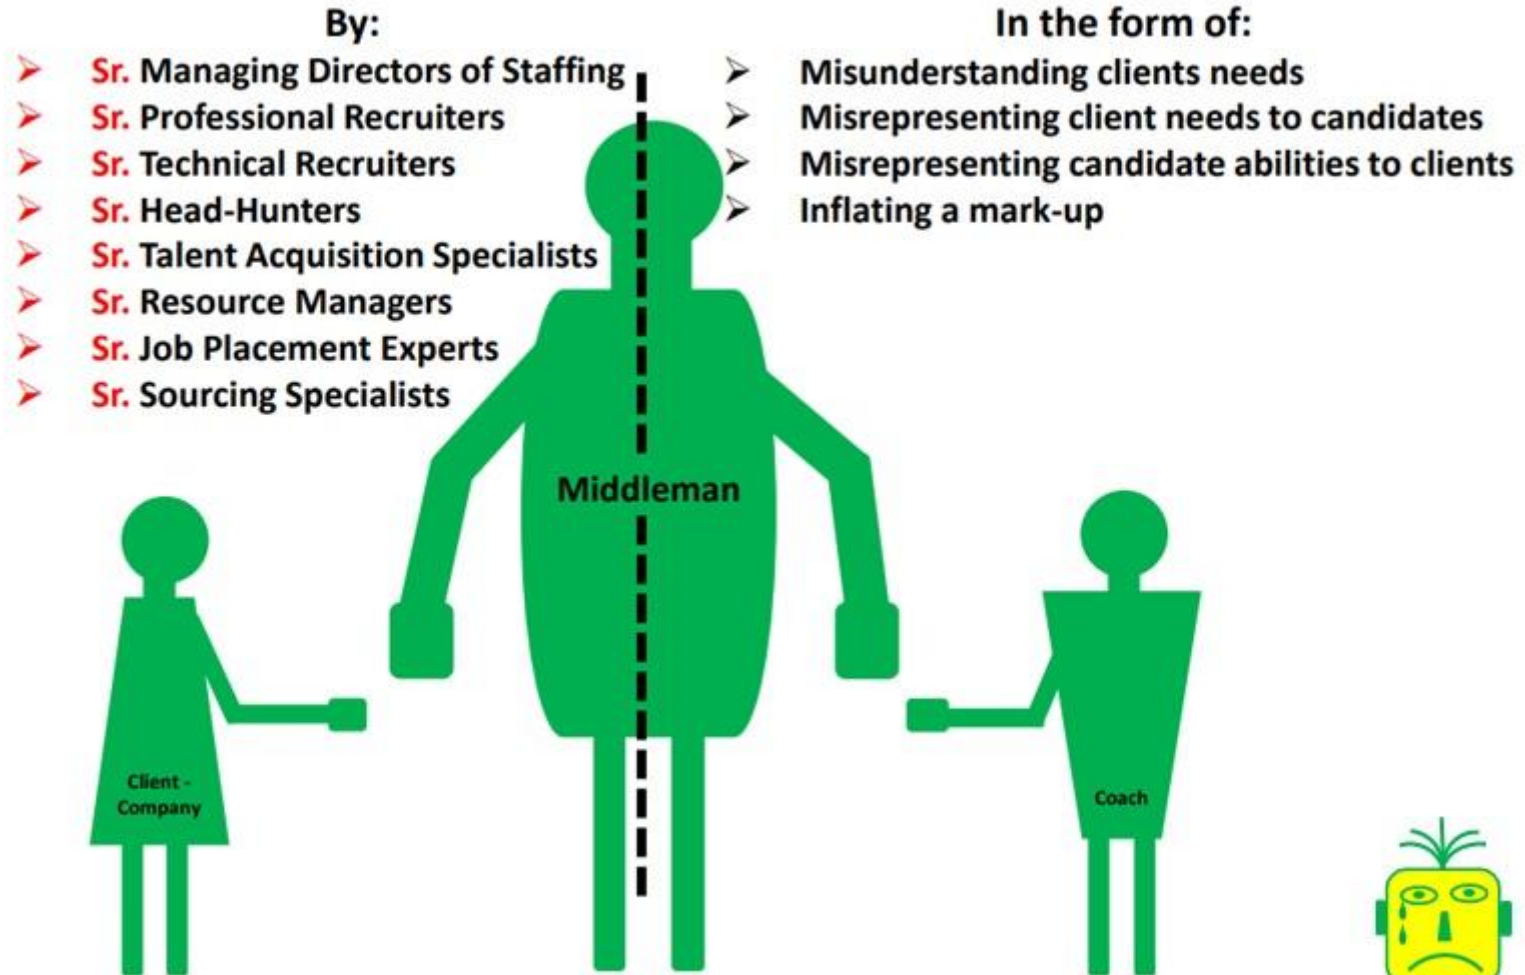 By:
Sr. Managing Directors of Staffing
Sr. Professional Recruiters
Sr. Technical Recruiters
Sr. Head-Hunters
Sr. Talent Acquisition Specialists
Sr. Resource Managers
Sr. Job Placement Experts
Sr. Sourcing Specialists
In the form of:
Misunderstanding clients needs
Misrepresenting client needs to candidates
Misrepresenting candidate abilities to clients
Inflating a mark-up
Middleman
Client -
Company
Coach